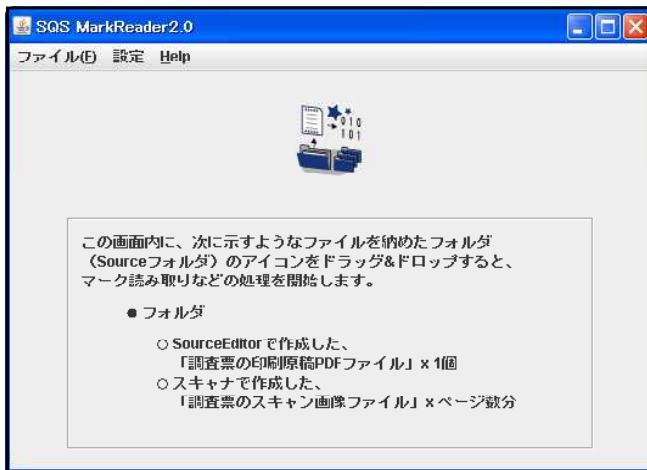 SQS MarkReader2.0
ファイル(F) 設定 Help
010
101
この画面内に、次に示すようなファイルを納めたフォルダ
（Sourceフォルダ）のアイコンをドラッグ&ドロップすると、
マーク読み取りなどの処理を開始します。
● フォルダ
○ SourceEditorで作成した、
「調査票の印刷原稿PDFファイル」x 1個
○ スキャナで作成した、
「調査票のスキャン画像ファイル」x ページ数分